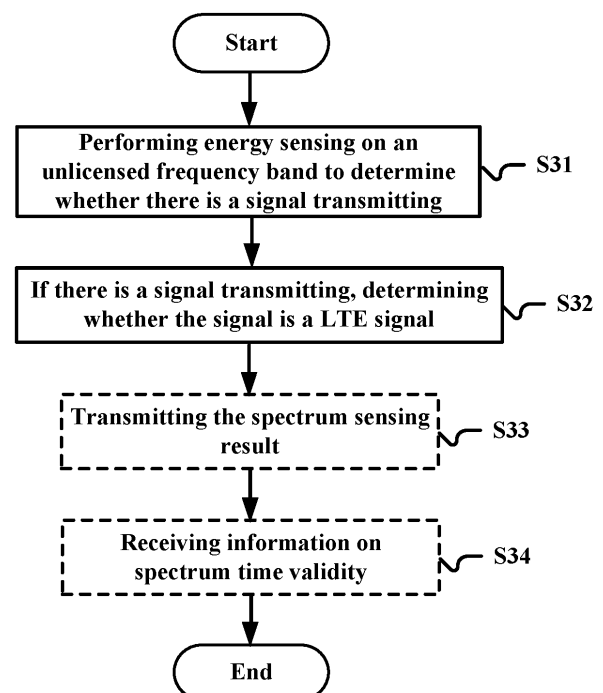 Start
Performing energy sensing on an
unlicensed frequency band to determine
whether there is a signal transmitting
S31
If there is a signal transmitting, determining
whether the signal is a LTE signal
S32
Transmitting the spectrum sensing
result
S33
Receiving information on
spectrum time validity
S34
End